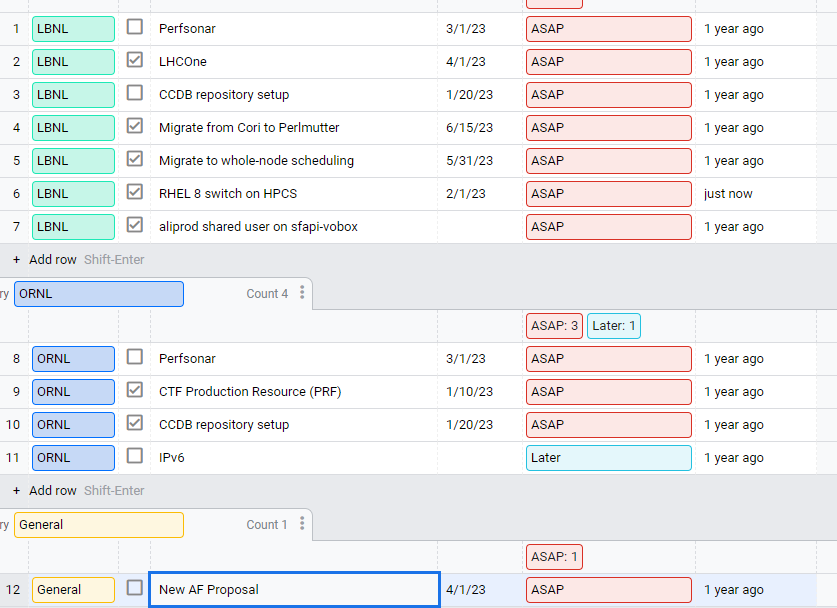 1 LBNL Perfsonar 3/1/23 ASAP 1 year ago
2 LBNL LHCOne 4/1/23 ASAP 1 year ago
3 LBNL CCDB repository setup 1/20/23 ASAP 1 year ago
4 LBNL Migrate from Cori to Perlmutter 6/15/23 ASAP 1 year ago
5 LBNL Migrate to whole-node scheduling 5/31/23 ASAP 1 year ago
6 LBNL RHEL 8 switch on HPCS 2/1/23 ASAP just now
7 LBNL aliprod shared user on sfapi-vobox ASAP 1 year ago
+ Add row Shift-Enter
ry ORNL Count 4
ASAP: 3 Later: 1
8 ORNL Perfsonar 3/1/23 ASAP 1 year ago
9 ORNL CTF Production Resource (PRF) 1/10/23 ASAP 1 year ago
10 ORNL CCDB repository setup 1/20/23 ASAP 1 year ago
11 ORNL IPv6 Later 1 year ago
+ Add row Shift-Enter
ry General Count 1
ASAP: 1
12 General New AF Proposal 4/1/23 ASAP 1 year ago